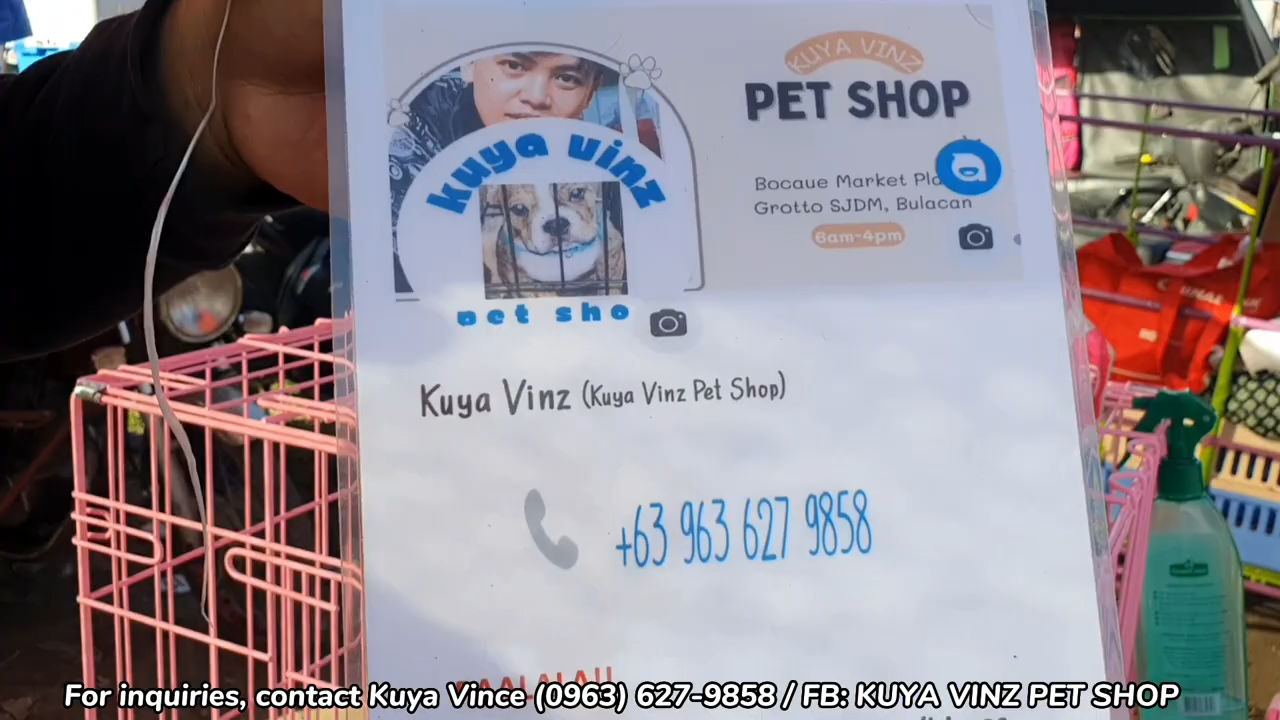 KUYA VINZ
PET SHOP
kuya vinz
Bocaue Market
Grotto SJDM, Bulacan
6am-4pm
pet sho
Kuya Vinz (Kuya Vinz Pet Shop)
+63 963 627 9858
For inquiries, contact Kuya Vince (0963) 627-9858 / FB: KUYA VINZ PET SHOP